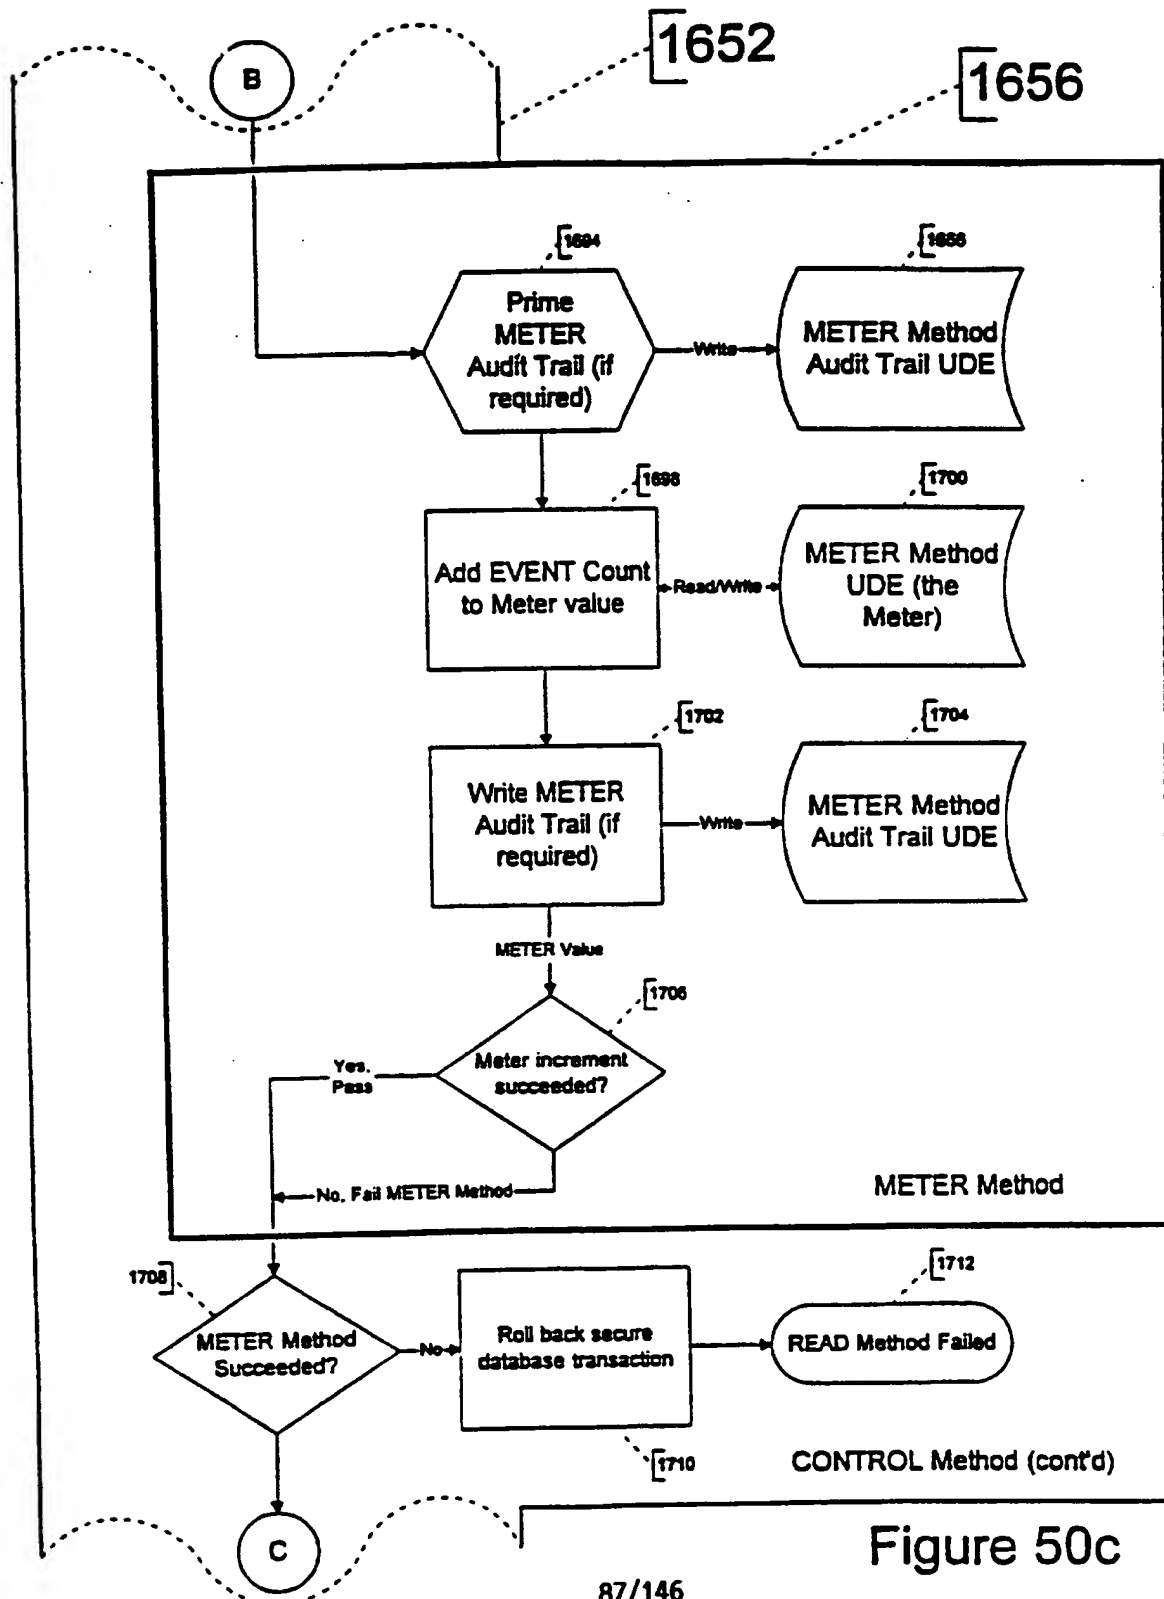 B
1652
1656
1694
Prime
METER
Audit Trail (if
required)
Write
METER Method
Audit Trail UDE
1698
Add EVENT Count
to Meter value
Read/Write
1700
METER Method
UDE (the
Meter)
1702
Write METER
Audit Trail (if
required)
Write
1704
METER Method
Audit Trail UDE
METER Value
1706
Meter increment
succeeded?
Yes,
Pass
No, Fail METER Method
METER Method
1708
METER Method
Succeeded?
No
Roll back secure
database transaction
1710
1712
READ Method Failed
CONTROL Method (cont'd)
C
Figure 50c
87/146